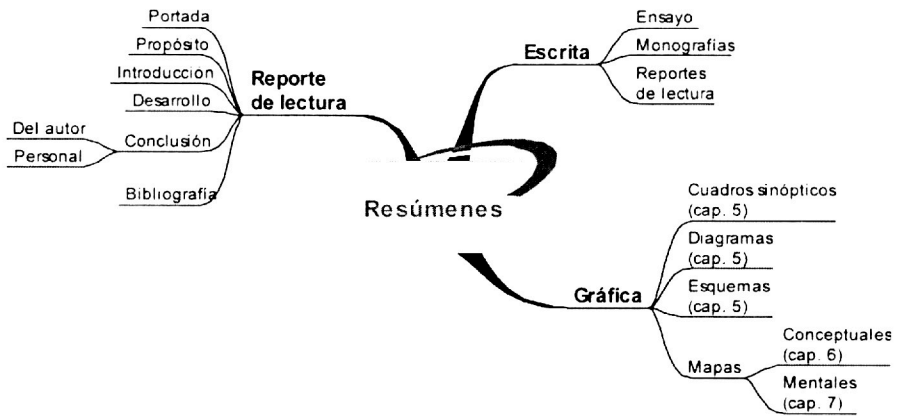 Portada
Propósito
Introducción
Desarrollo
Conclusión
Del autor
Personal
Bibliografía
Reporte
de lectura
Escrita
Ensayo
Monografías
Reportes
de lectura
Resúmenes
Gráfica
Cuadros sinópticos
(cap. 5)
Diagramas
(cap. 5)
Esquemas
(cap. 5)
Mapas
Conceptuales
(cap. 6)
Mentales
(cap. 7)